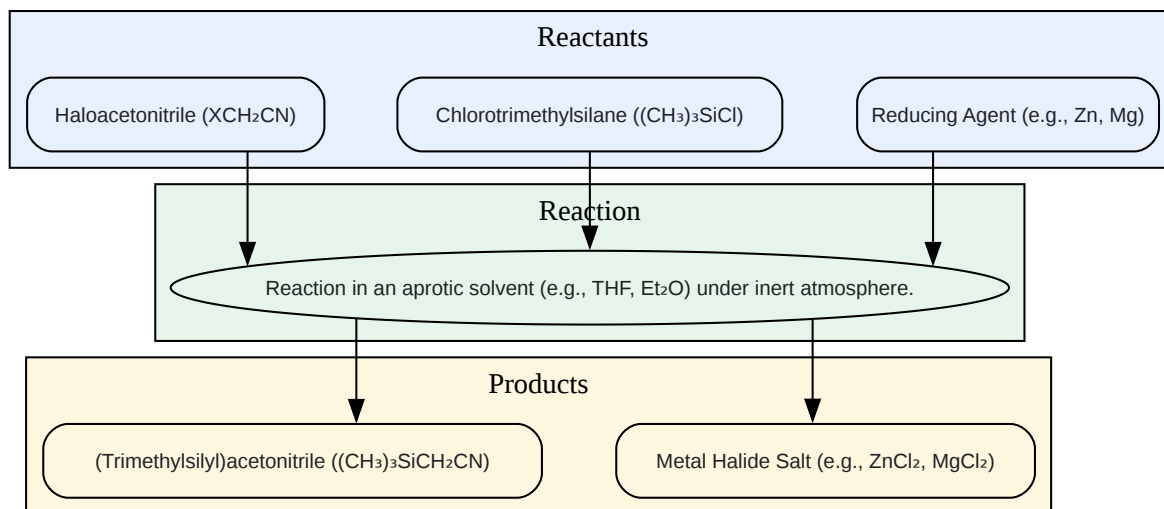 Reactants
Haloacetonitrile (XCH₂CN)
Chlorotrimethylsilane ((CH₃)₃SiCl)
Reducing Agent (e.g., Zn, Mg)
Reaction
Reaction in an aprotic solvent (e.g., THF, Et₂O) under inert atmosphere.
Products
(Trimethylsilyl)acetonitrile ((CH₃)₃SiCH₂CN)
Metal Halide Salt (e.g., ZnCl₂, MgCl₂)